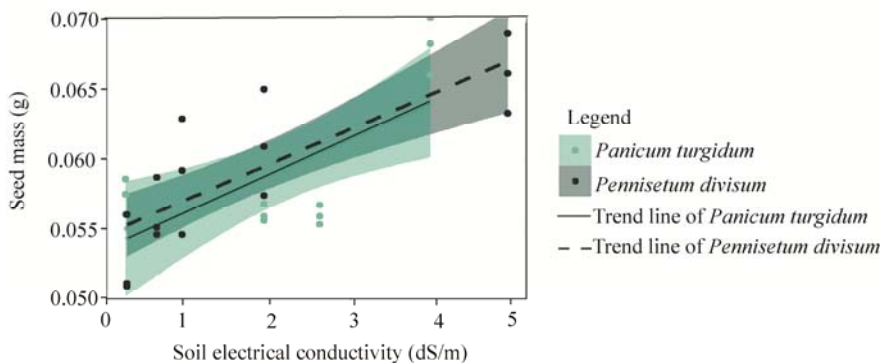 0.070
0.065
0.060
0.055
0.050
Seed mass (g)
0 1 2 3 4 5
Soil electrical conductivity (dS/m)
Legend
Panicum turgidum
Pennisetum divisum
Trend line of Panicum turgidum
Trend line of Pennisetum divisum